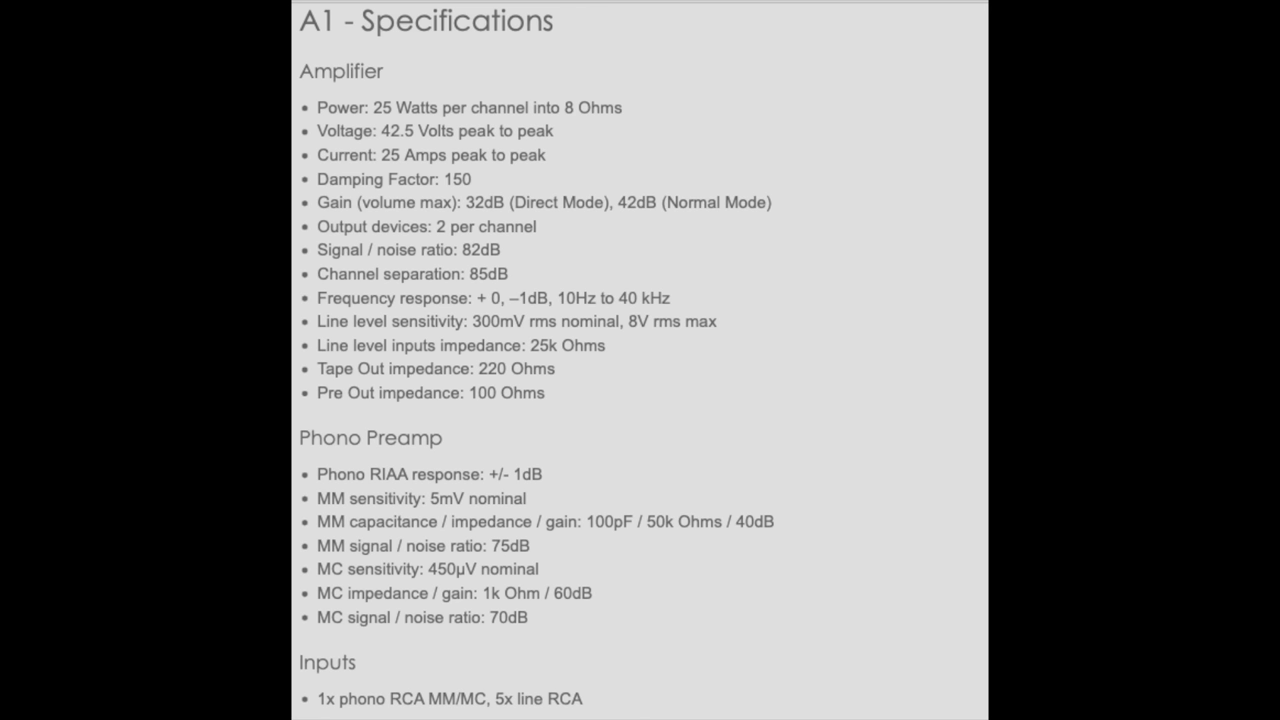 A1 - Specifications
Amplifier
• Power: 25 Watts per channel into 8 Ohms
• Voltage: 42.5 Volts peak to peak
• Current: 25 Amps peak to peak
• Damping Factor: 150
• Gain (volume max): 32dB (Direct Mode), 42dB (Normal Mode)
• Output devices: 2 per channel
• Signal / noise ratio: 82dB
• Channel separation: 85dB
• Frequency response: + 0, –1dB, 10Hz to 40 kHz
• Line level sensitivity: 300mV rms nominal, 8V rms max
• Line level inputs impedance: 25k Ohms
• Tape Out impedance: 220 Ohms
• Pre Out impedance: 100 Ohms
Phono Preamp
• Phono RIAA response: +/- 1dB
• MM sensitivity: 5mV nominal
• MM capacitance / impedance / gain: 100pF / 50k Ohms / 40dB
• MM signal / noise ratio: 75dB
• MC sensitivity: 450µV nominal
• MC impedance / gain: 1k Ohm / 60dB
• MC signal / noise ratio: 70dB
Inputs
• 1x phono RCA MM/MC, 5x line RCA